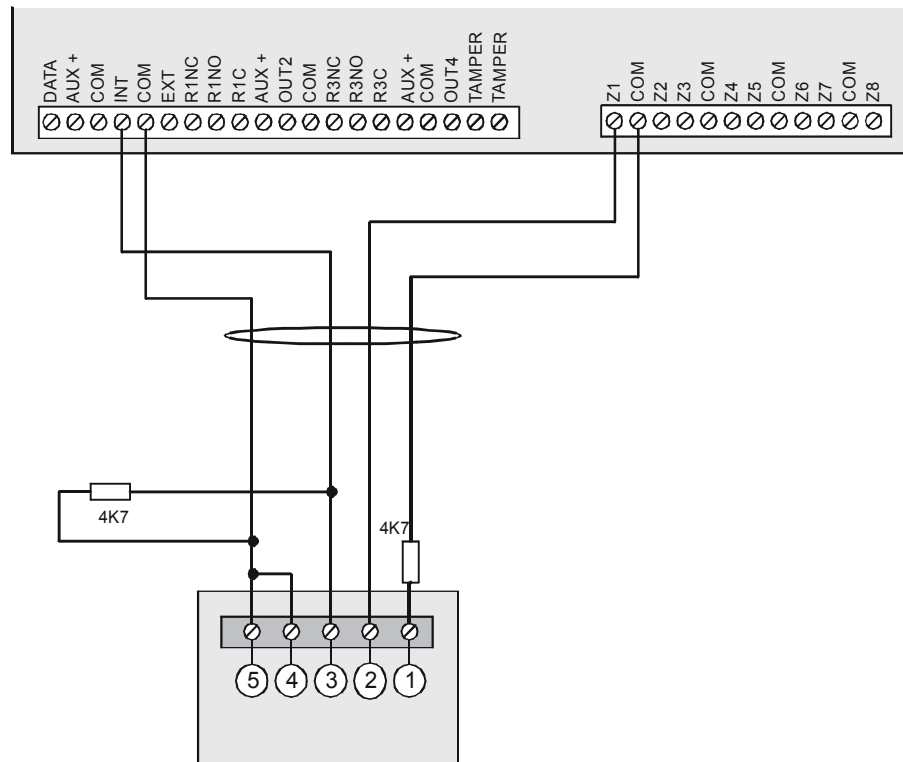 DATA
AUX +
COM
INT
COM
EXT
R1NC
R1NO
R1C
AUX +
OUT2
COM
R3NC
R3NO
R3C
AUX +
COM
OUT4
TAMPER
TAMPER
Z1
COM
Z2
Z3
COM
Z4
Z5
COM
Z6
Z7
COM
Z8
4K7
4K7
5 4 3 2 1